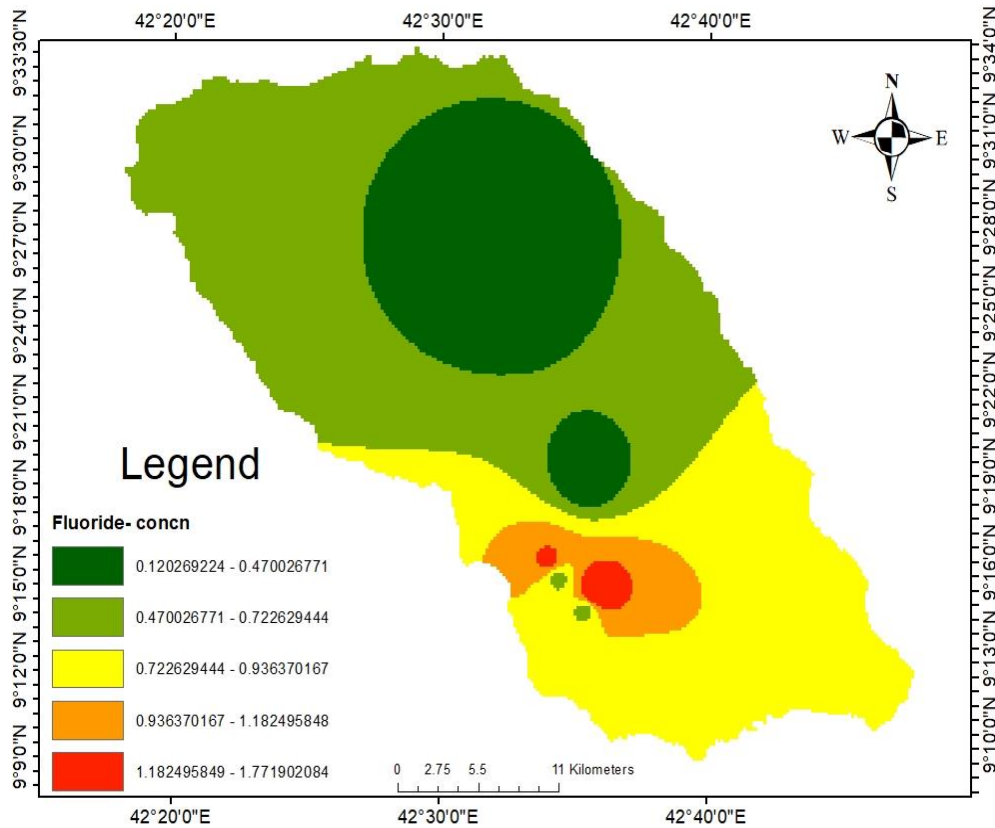 42°20'0"E 42°30'0"E 42°40'0"E
9°33'30"N
9°30'0"N
9°27'0"N
9°24'0"N
9°21'0"N
9°18'0"N
9°15'0"N
9°12'0"N
9°9'0"N
N
W E
S
9°34'0"N
9°31'0"N
9°28'0"N
9°25'0"N
9°22'0"N
9°19'0"N
9°16'0"N
9°13'0"N
9°10'0"N
Legend
Fluoride- concn
0.120269224 - 0.470026771
0.470026771 - 0.722629444
0.722629444 - 0.936370167
0.936370167 - 1.182495848
1.182495849 - 1.771902084
0 2.75 5.5 11 Kilometers
42°20'0"E 42°30'0"E 42°40'0"E